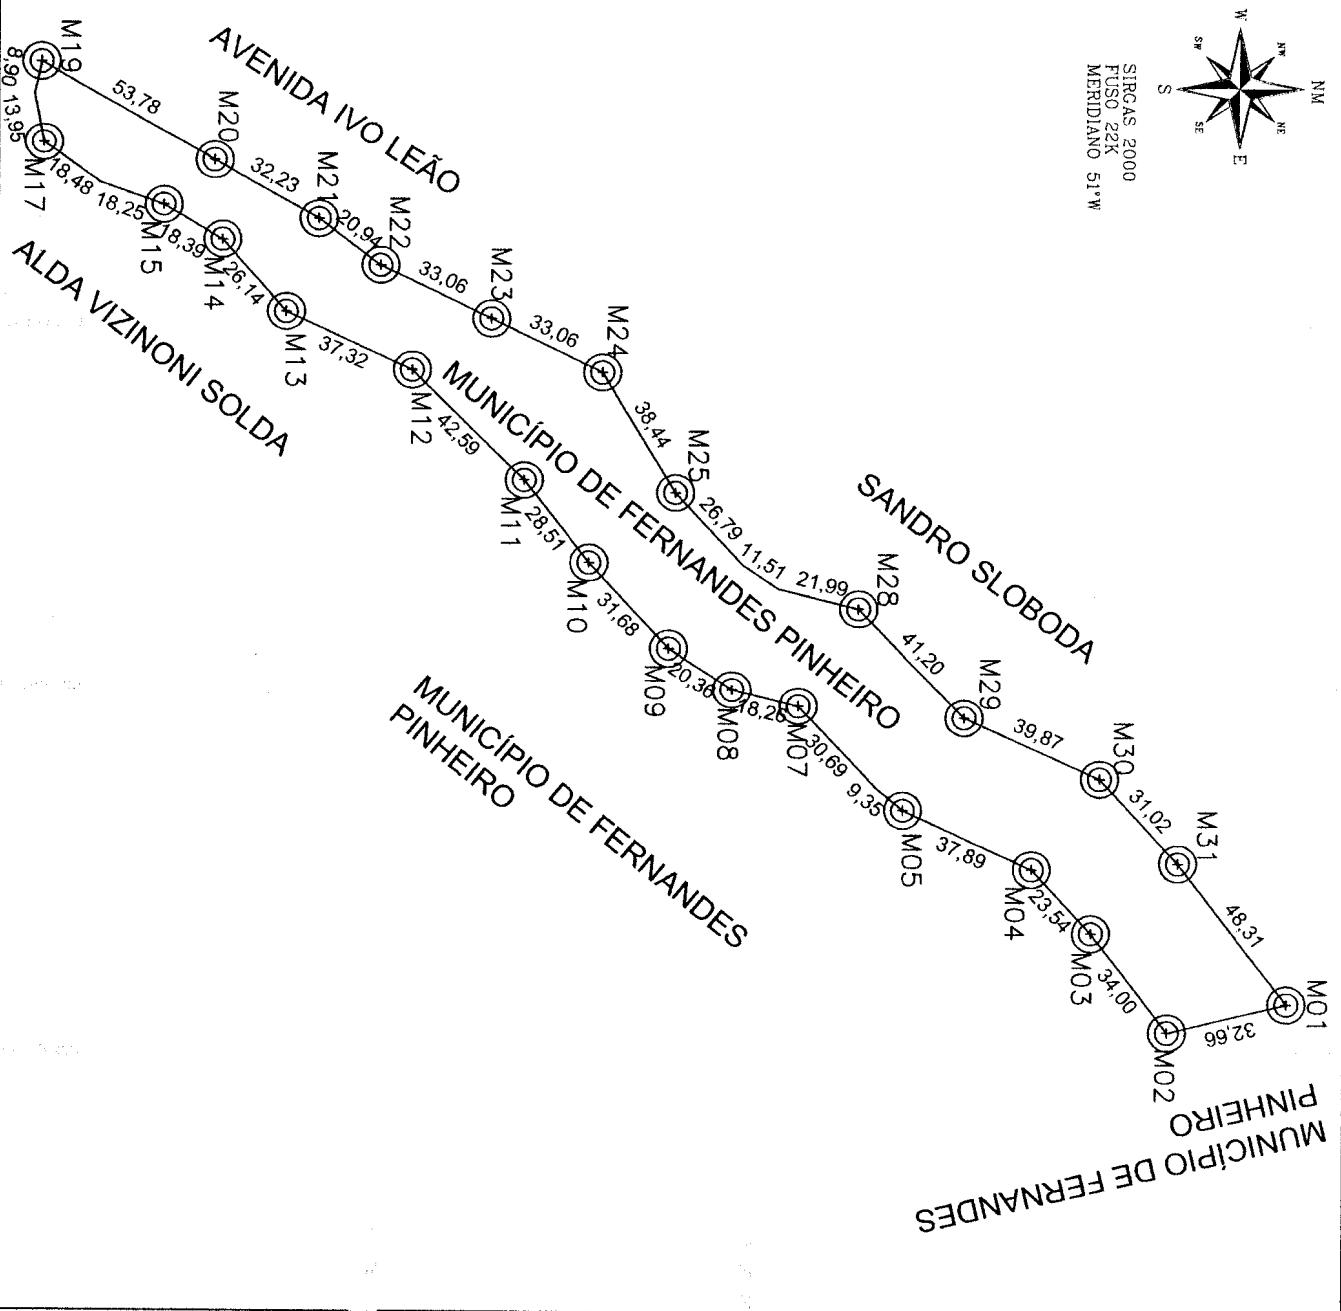 NM
NW
NE
W
E
SW
SE
S
SIRGAS 2000
FUSO 22K
MERIDIANO 51°W
AVENIDA IVO LEÃO
SANDRO SLOBODA
MUNICÍPIO DE FERNANDES PINHEIRO
ALDA VIZINONI SOLDA
MUNICÍPIO DE FERNANDES
PINHEIRO
MUNICÍPIO DE FERNANDES
PINHEIRO
M01
32,66
M02
34,00
M03
23,54
M04
37,89
M05
9,35
30,69
M07
18,26
M08
20,36
M09
31,68
M10
28,51
M11
42,59
M12
37,32
M13
26,14
M14
18,39
M15
18,25
18,48
M17
13,95
8,90
M19
53,78
M20
32,23
M21
20,94
M22
33,06
M23
33,06
M24
38,44
M25
26,79
11,51
21,99
M28
41,20
M29
39,87
M30
31,02
M31
48,31